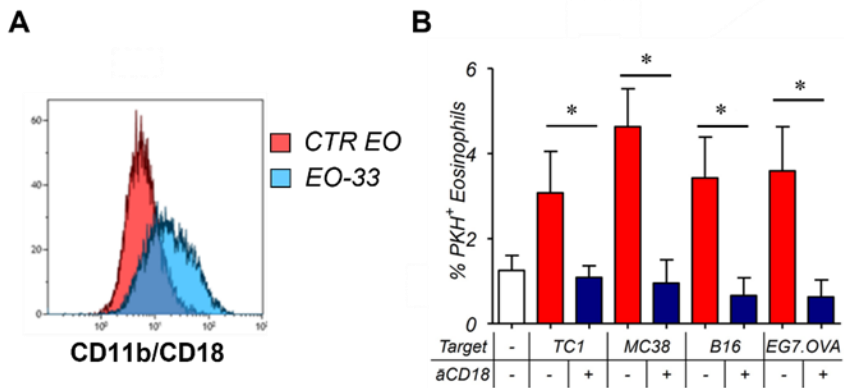 A
B
60
40
20
0
10⁰
10¹
10²
10³
CD11b/CD18
CTR EO
EO-33
% PKH⁺ Eosinophils
6
4
2
0
* * * *
Target - TC1 MC38 B16 EG7.OVA
āCD18 - - + - + - + - +